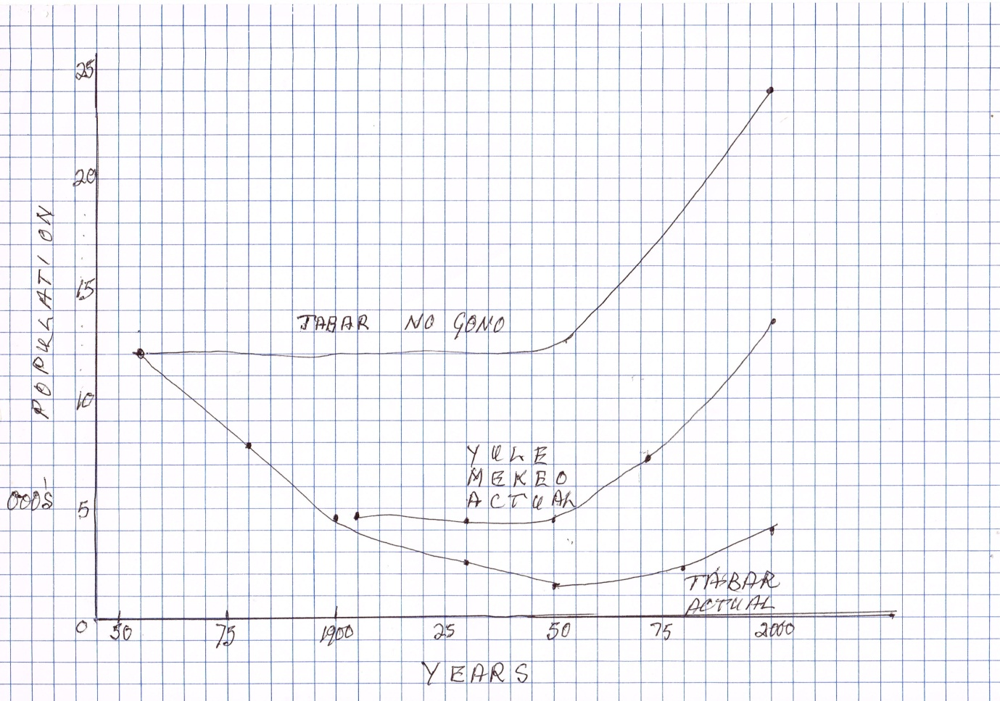 25
20
15
10
5
0
POPULATION
000'S
TABAR NO GONO
YULE
MEKEO
ACTUAL
TABAR
ACTUAL
50 75 1900 25 50 75 2000
YEARS